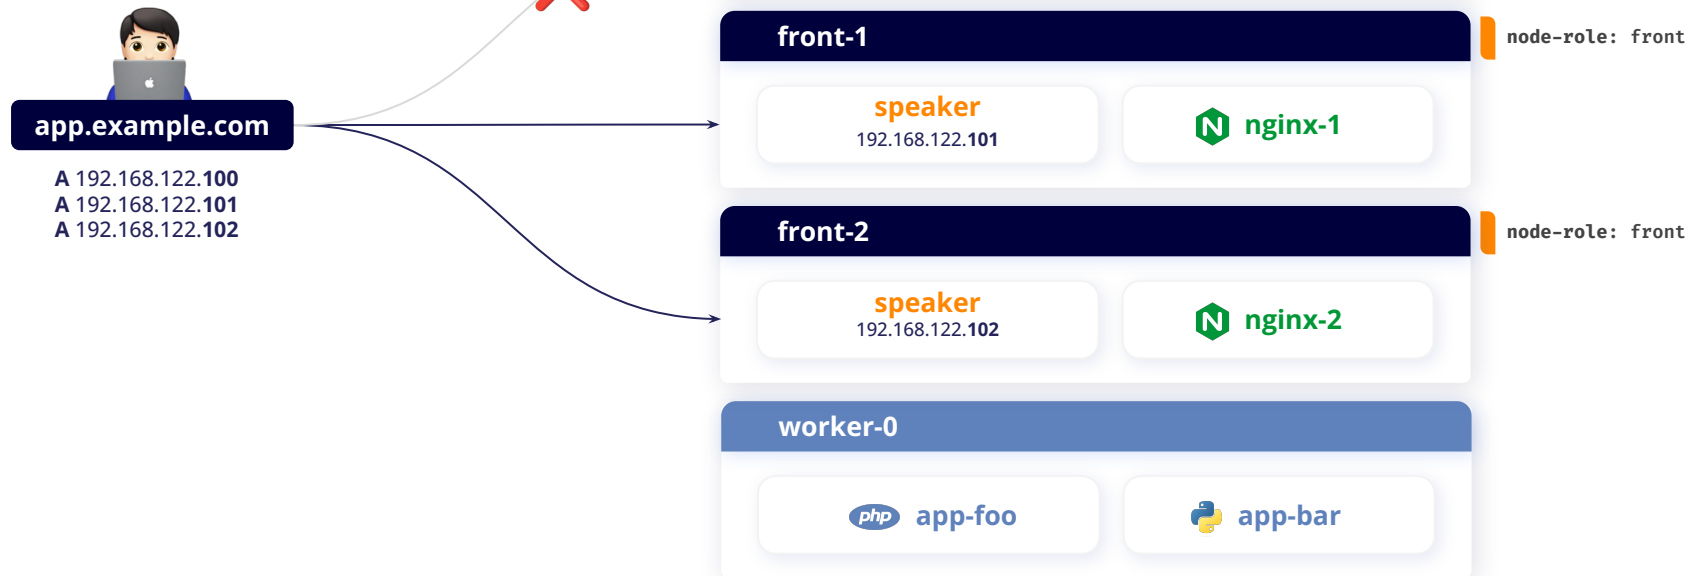 front-1
node-role: front
app.example.com
A 192.168.122.100
A 192.168.122.101
A 192.168.122.102
speaker
192.168.122.101
nginx-1
front-2
node-role: front
speaker
192.168.122.102
nginx-2
worker-0
php
app-foo
app-bar